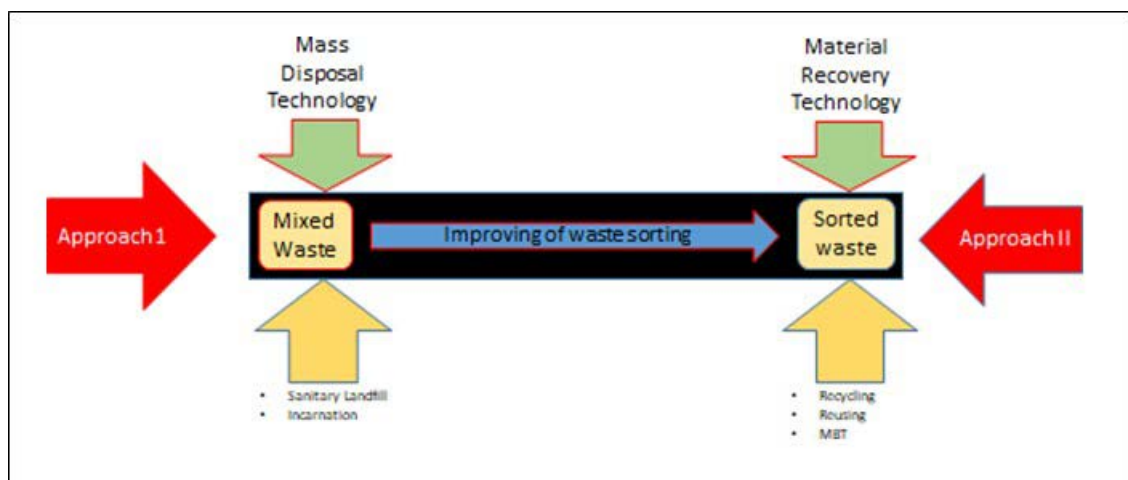 Mass
Disposal
Technology
Material
Recovery
Technology
Approach 1
Mixed
Waste
Improving of waste sorting
Sorted
waste
Approach II
• Sanitary Landfill
• Incarnation
• Recycling
• Reusing
• MBT